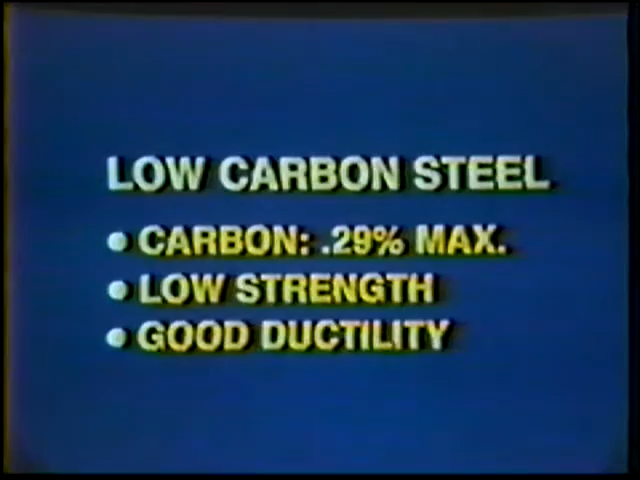 LOW CARBON STEEL
• CARBON: .29% MAX.
• LOW STRENGTH
• GOOD DUCTILITY